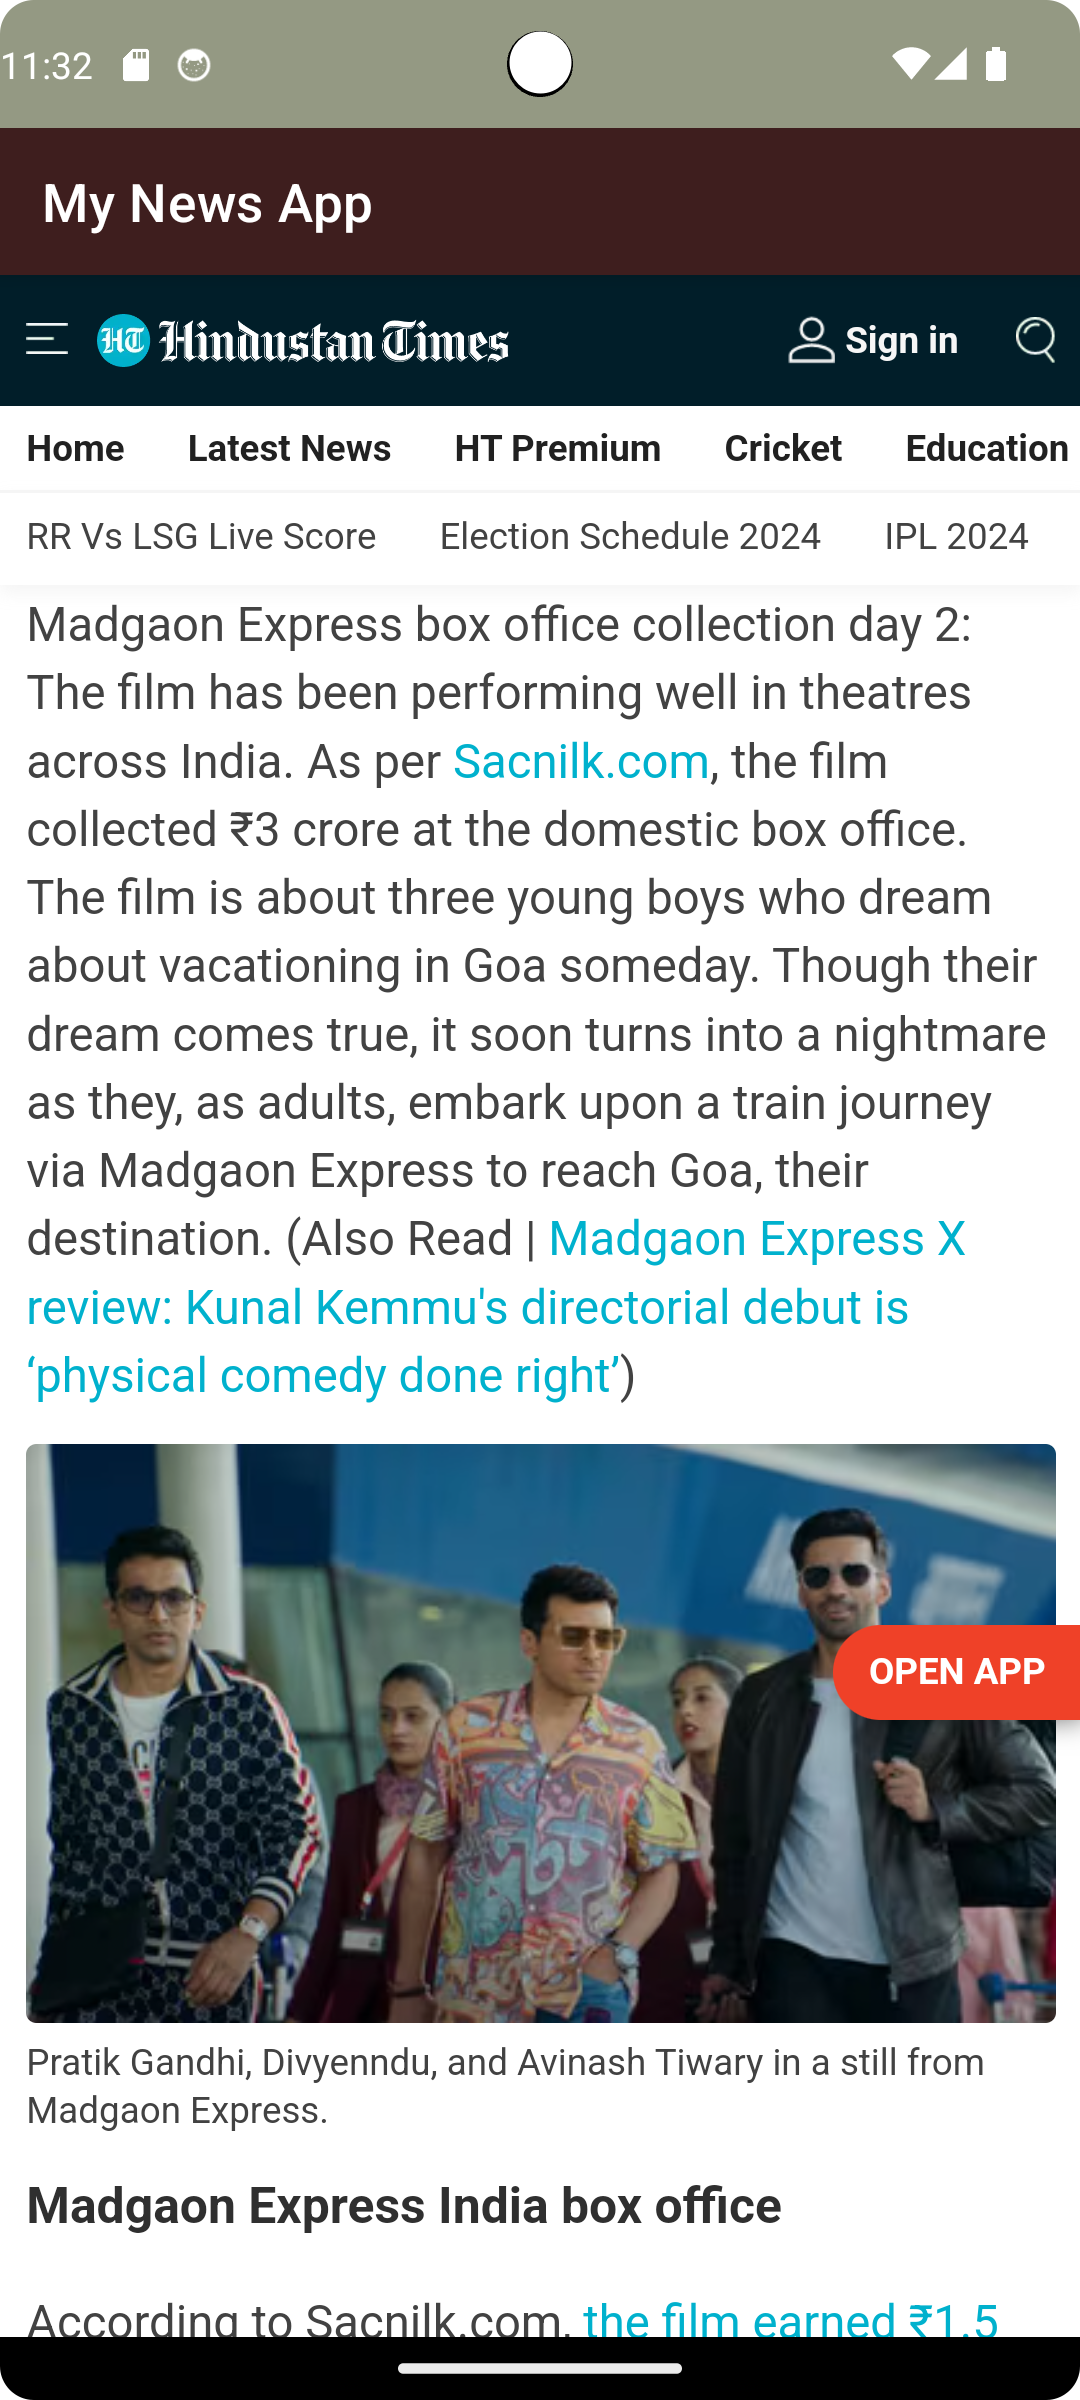 11:32
My News App
HT Hindustan Times Sign in
Home Latest News HT Premium Cricket Education
RR Vs LSG Live Score Election Schedule 2024 IPL 2024
Madgaon Express box office collection day 2:
The film has been performing well in theatres
across India. As per Sacnilk.com, the film
collected ₹3 crore at the domestic box office.
The film is about three young boys who dream
about vacationing in Goa someday. Though their
dream comes true, it soon turns into a nightmare
as they, as adults, embark upon a train journey
via Madgaon Express to reach Goa, their
destination. (Also Read | Madgaon Express X
review: Kunal Kemmu's directorial debut is
‘physical comedy done right’)
OPEN APP
Pratik Gandhi, Divyenndu, and Avinash Tiwary in a still from
Madgaon Express.
Madgaon Express India box office
According to Sacnilk.com, the film earned ₹1.5